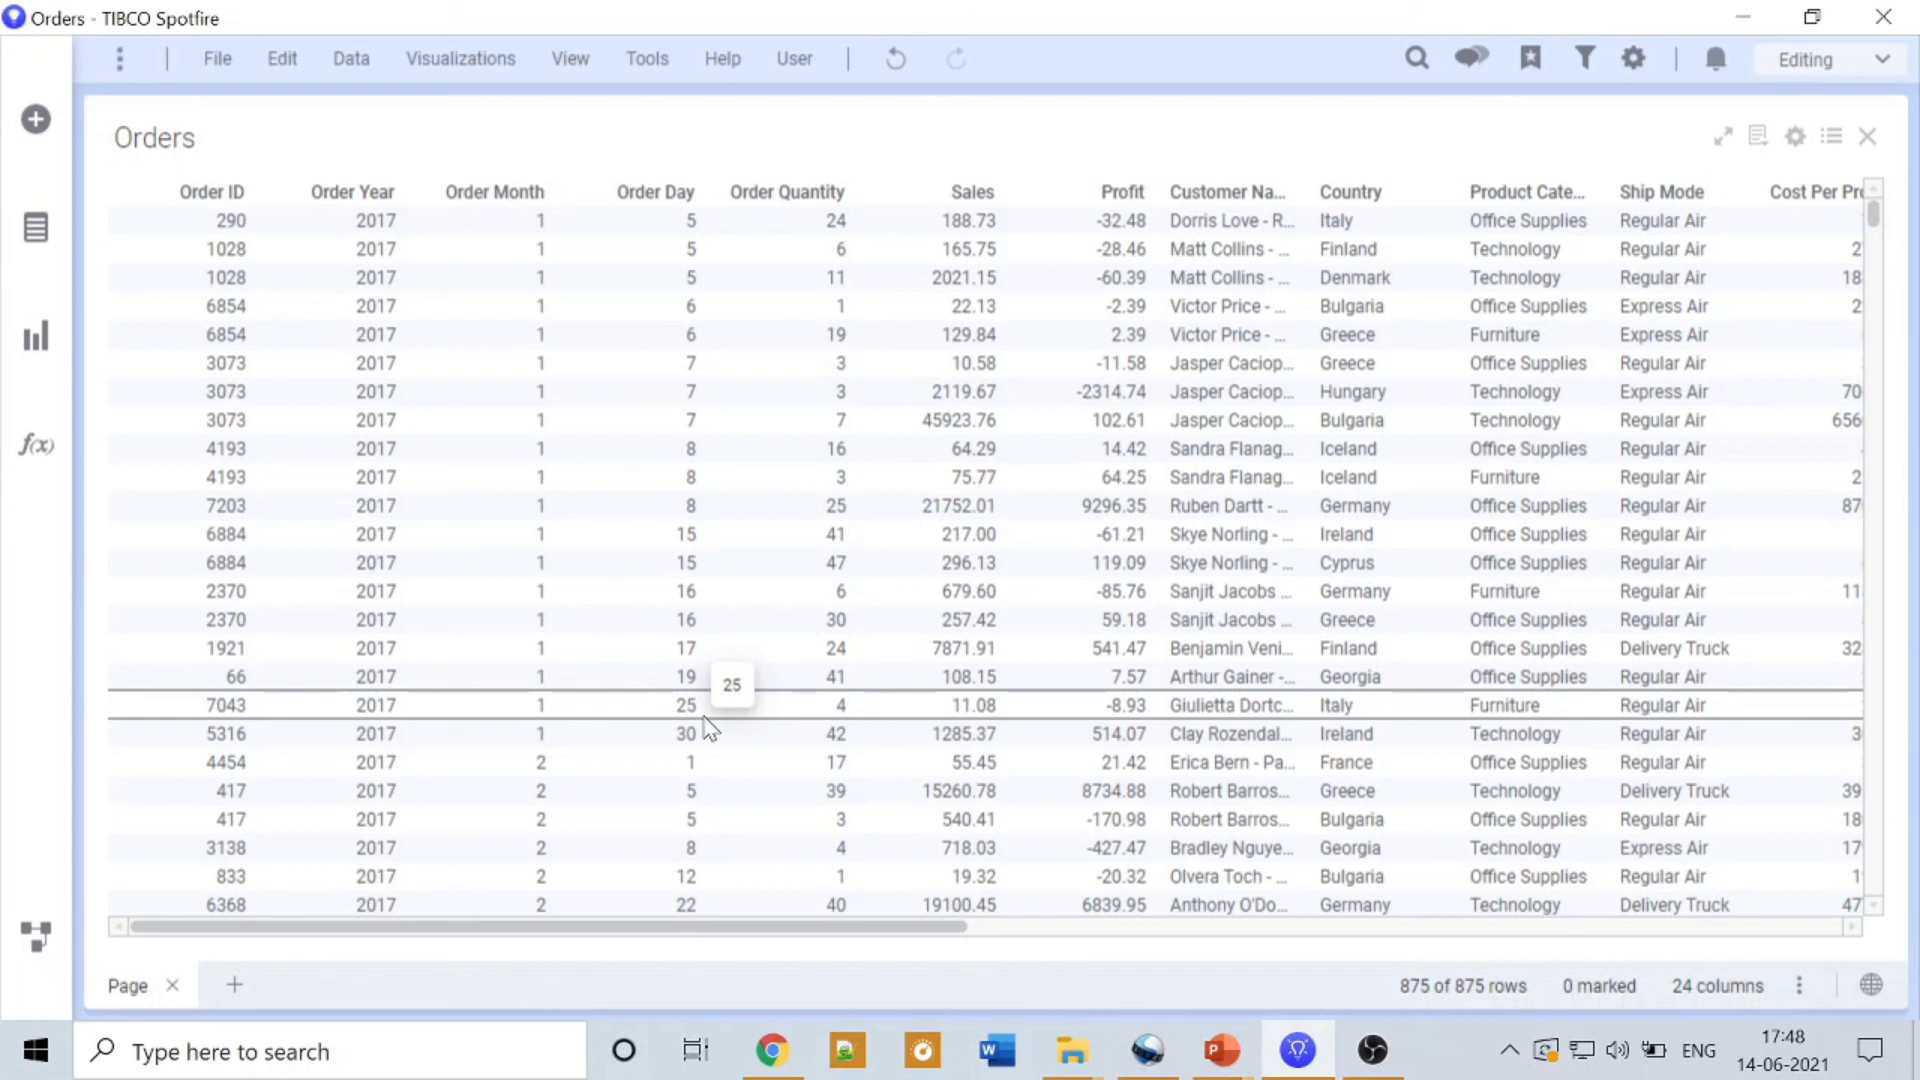 Orders - TIBCO Spotfire
File Edit Data Visualizations View Tools Help User Editing
Orders
Order ID Order Year Order Month Order Day Order Quantity Sales Profit Customer Na... Country Product Cate... Ship Mode Cost Per Pro
290 2017 1 5 24 188.73 -32.48 Dorris Love - R... Italy Office Supplies Regular Air
1028 2017 1 5 6 165.75 -28.46 Matt Collins - ... Finland Technology Regular Air 2
1028 2017 1 5 11 2021.15 -60.39 Matt Collins - ... Denmark Technology Regular Air 18
6854 2017 1 6 1 22.13 -2.39 Victor Price - ... Bulgaria Office Supplies Express Air 2
6854 2017 1 6 19 129.84 2.39 Victor Price - ... Greece Furniture Express Air
3073 2017 1 7 3 10.58 -11.58 Jasper Caciop... Greece Office Supplies Regular Air
3073 2017 1 7 3 2119.67 -2314.74 Jasper Caciop... Hungary Technology Express Air 70
3073 2017 1 7 7 45923.76 102.61 Jasper Caciop... Bulgaria Technology Regular Air 656
4193 2017 1 8 16 64.29 14.42 Sandra Flanag... Iceland Office Supplies Regular Air
4193 2017 1 8 3 75.77 64.25 Sandra Flanag... Iceland Furniture Regular Air 2
7203 2017 1 8 25 21752.01 9296.35 Ruben Dartt - ... Germany Office Supplies Regular Air 87
6884 2017 1 15 41 217.00 -61.21 Skye Norling - ... Ireland Office Supplies Regular Air
6884 2017 1 15 47 296.13 119.09 Skye Norling - ... Cyprus Office Supplies Regular Air
2370 2017 1 16 6 679.60 -85.76 Sanjit Jacobs ... Germany Furniture Regular Air 11
2370 2017 1 16 30 257.42 59.18 Sanjit Jacobs ... Greece Office Supplies Regular Air
1921 2017 1 17 24 7871.91 541.47 Benjamin Veni... Finland Office Supplies Delivery Truck 32
66 2017 1 19 41 108.15 7.57 Arthur Gainer -... Georgia Office Supplies Regular Air
25
7043 2017 1 25 4 11.08 -8.93 Giulietta Dortc... Italy Furniture Regular Air
5316 2017 1 30 42 1285.37 514.07 Clay Rozendal... Ireland Technology Regular Air 3
4454 2017 2 1 17 55.45 21.42 Erica Bern - Pa... France Office Supplies Regular Air
417 2017 2 5 39 15260.78 8734.88 Robert Barros... Greece Technology Delivery Truck 39
417 2017 2 5 3 540.41 -170.98 Robert Barros... Bulgaria Office Supplies Regular Air 18
3138 2017 2 8 4 718.03 -427.47 Bradley Nguye... Georgia Technology Express Air 17
833 2017 2 12 1 19.32 -20.32 Olvera Toch - ... Bulgaria Office Supplies Regular Air 1
6368 2017 2 22 40 19100.45 6839.95 Anthony O'Do... Germany Technology Delivery Truck 47
Page 875 of 875 rows 0 marked 24 columns
Type here to search ENG 17:48
14-06-2021
f(x)